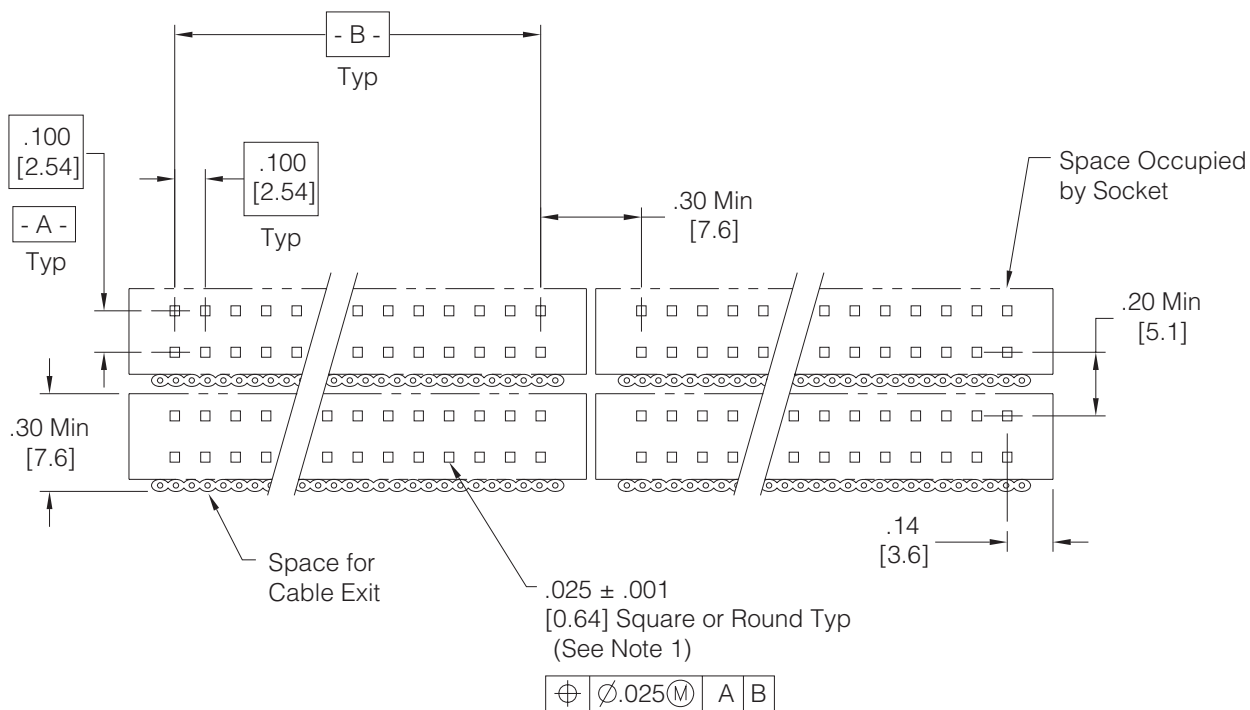 - B -
Typ
.100
[2.54]
- A -
Typ
.100
[2.54]
Typ
.30 Min
[7.6]
Space Occupied
by Socket
.20 Min
[5.1]
.30 Min
[7.6]
.14
[3.6]
Space for
Cable Exit
.025 ± .001
[0.64] Square or Round Typ
(See Note 1)
⌖ ∅.025Ⓜ A B